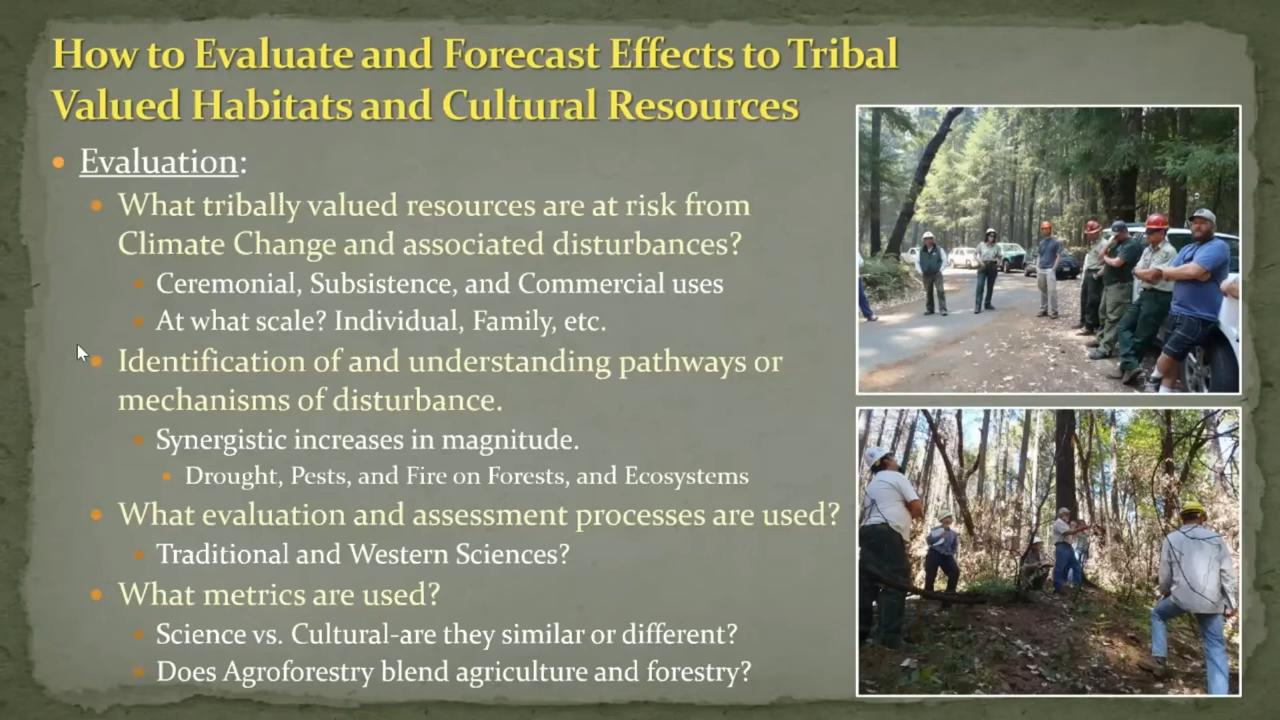 How to Evaluate and Forecast Effects to Tribal
Valued Habitats and Cultural Resources
Evaluation:
What tribally valued resources are at risk from
Climate Change and associated disturbances?
Ceremonial, Subsistence, and Commercial uses
At what scale? Individual, Family, etc.
Identification of and understanding pathways or
mechanisms of disturbance.
Synergistic increases in magnitude.
Drought, Pests, and Fire on Forests, and Ecosystems
What evaluation and assessment processes are used?
Traditional and Western Sciences?
What metrics are used?
Science vs. Cultural-are they similar or different?
Does Agroforestry blend agriculture and forestry?